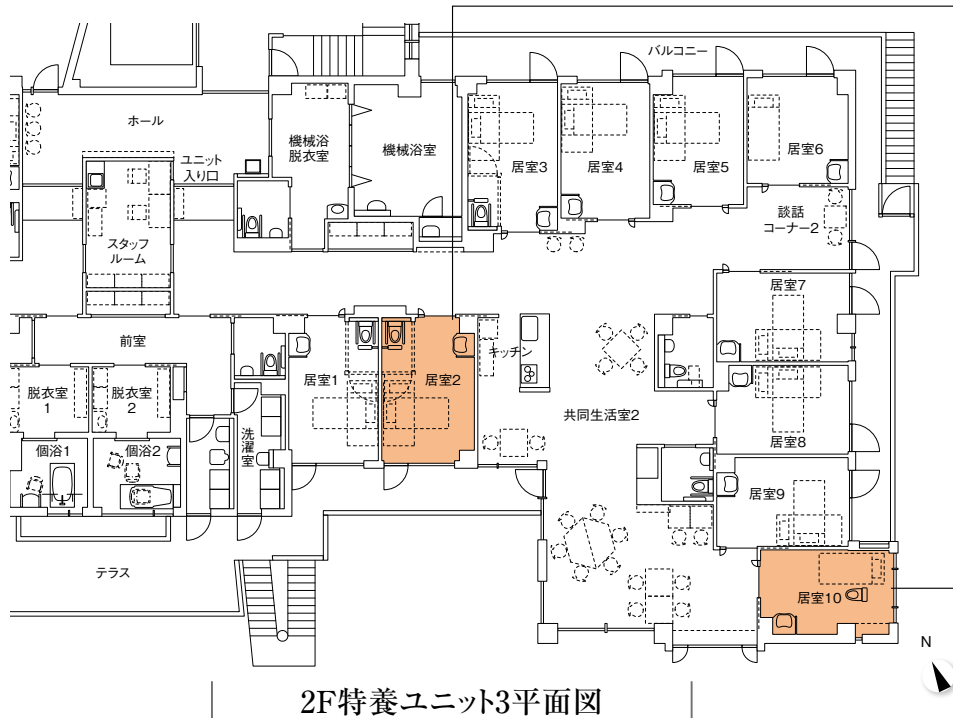 バルコニー
ホール
機械浴
脱衣室
機械浴室
居室3
居室4
居室5
居室6
ユニット
入り口
スタッフ
ルーム
談話
コーナー2
居室7
前室
居室1
居室2
キッチン
共同生活室2
脱衣室
1
脱衣室
2
居室8
洗濯室
個浴1
個浴2
居室9
テラス
居室10
N
2F特養ユニット3平面図